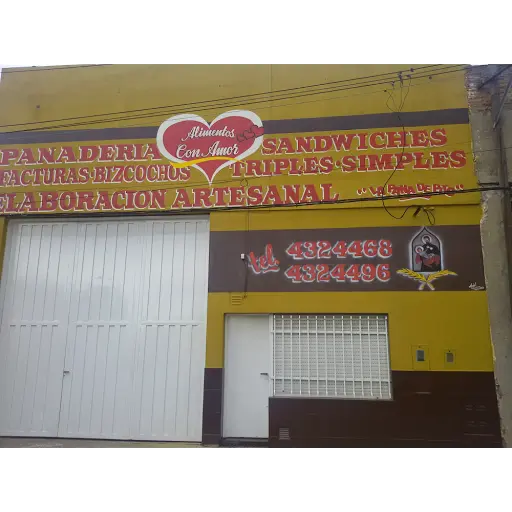 Alimentos
Con Amor
PANADERIA
SANDWICHES
FACTURAS·BIZCOCHOS
TRIPLES·SIMPLES
ELABORACION ARTESANAL
tel 4324468
4324496